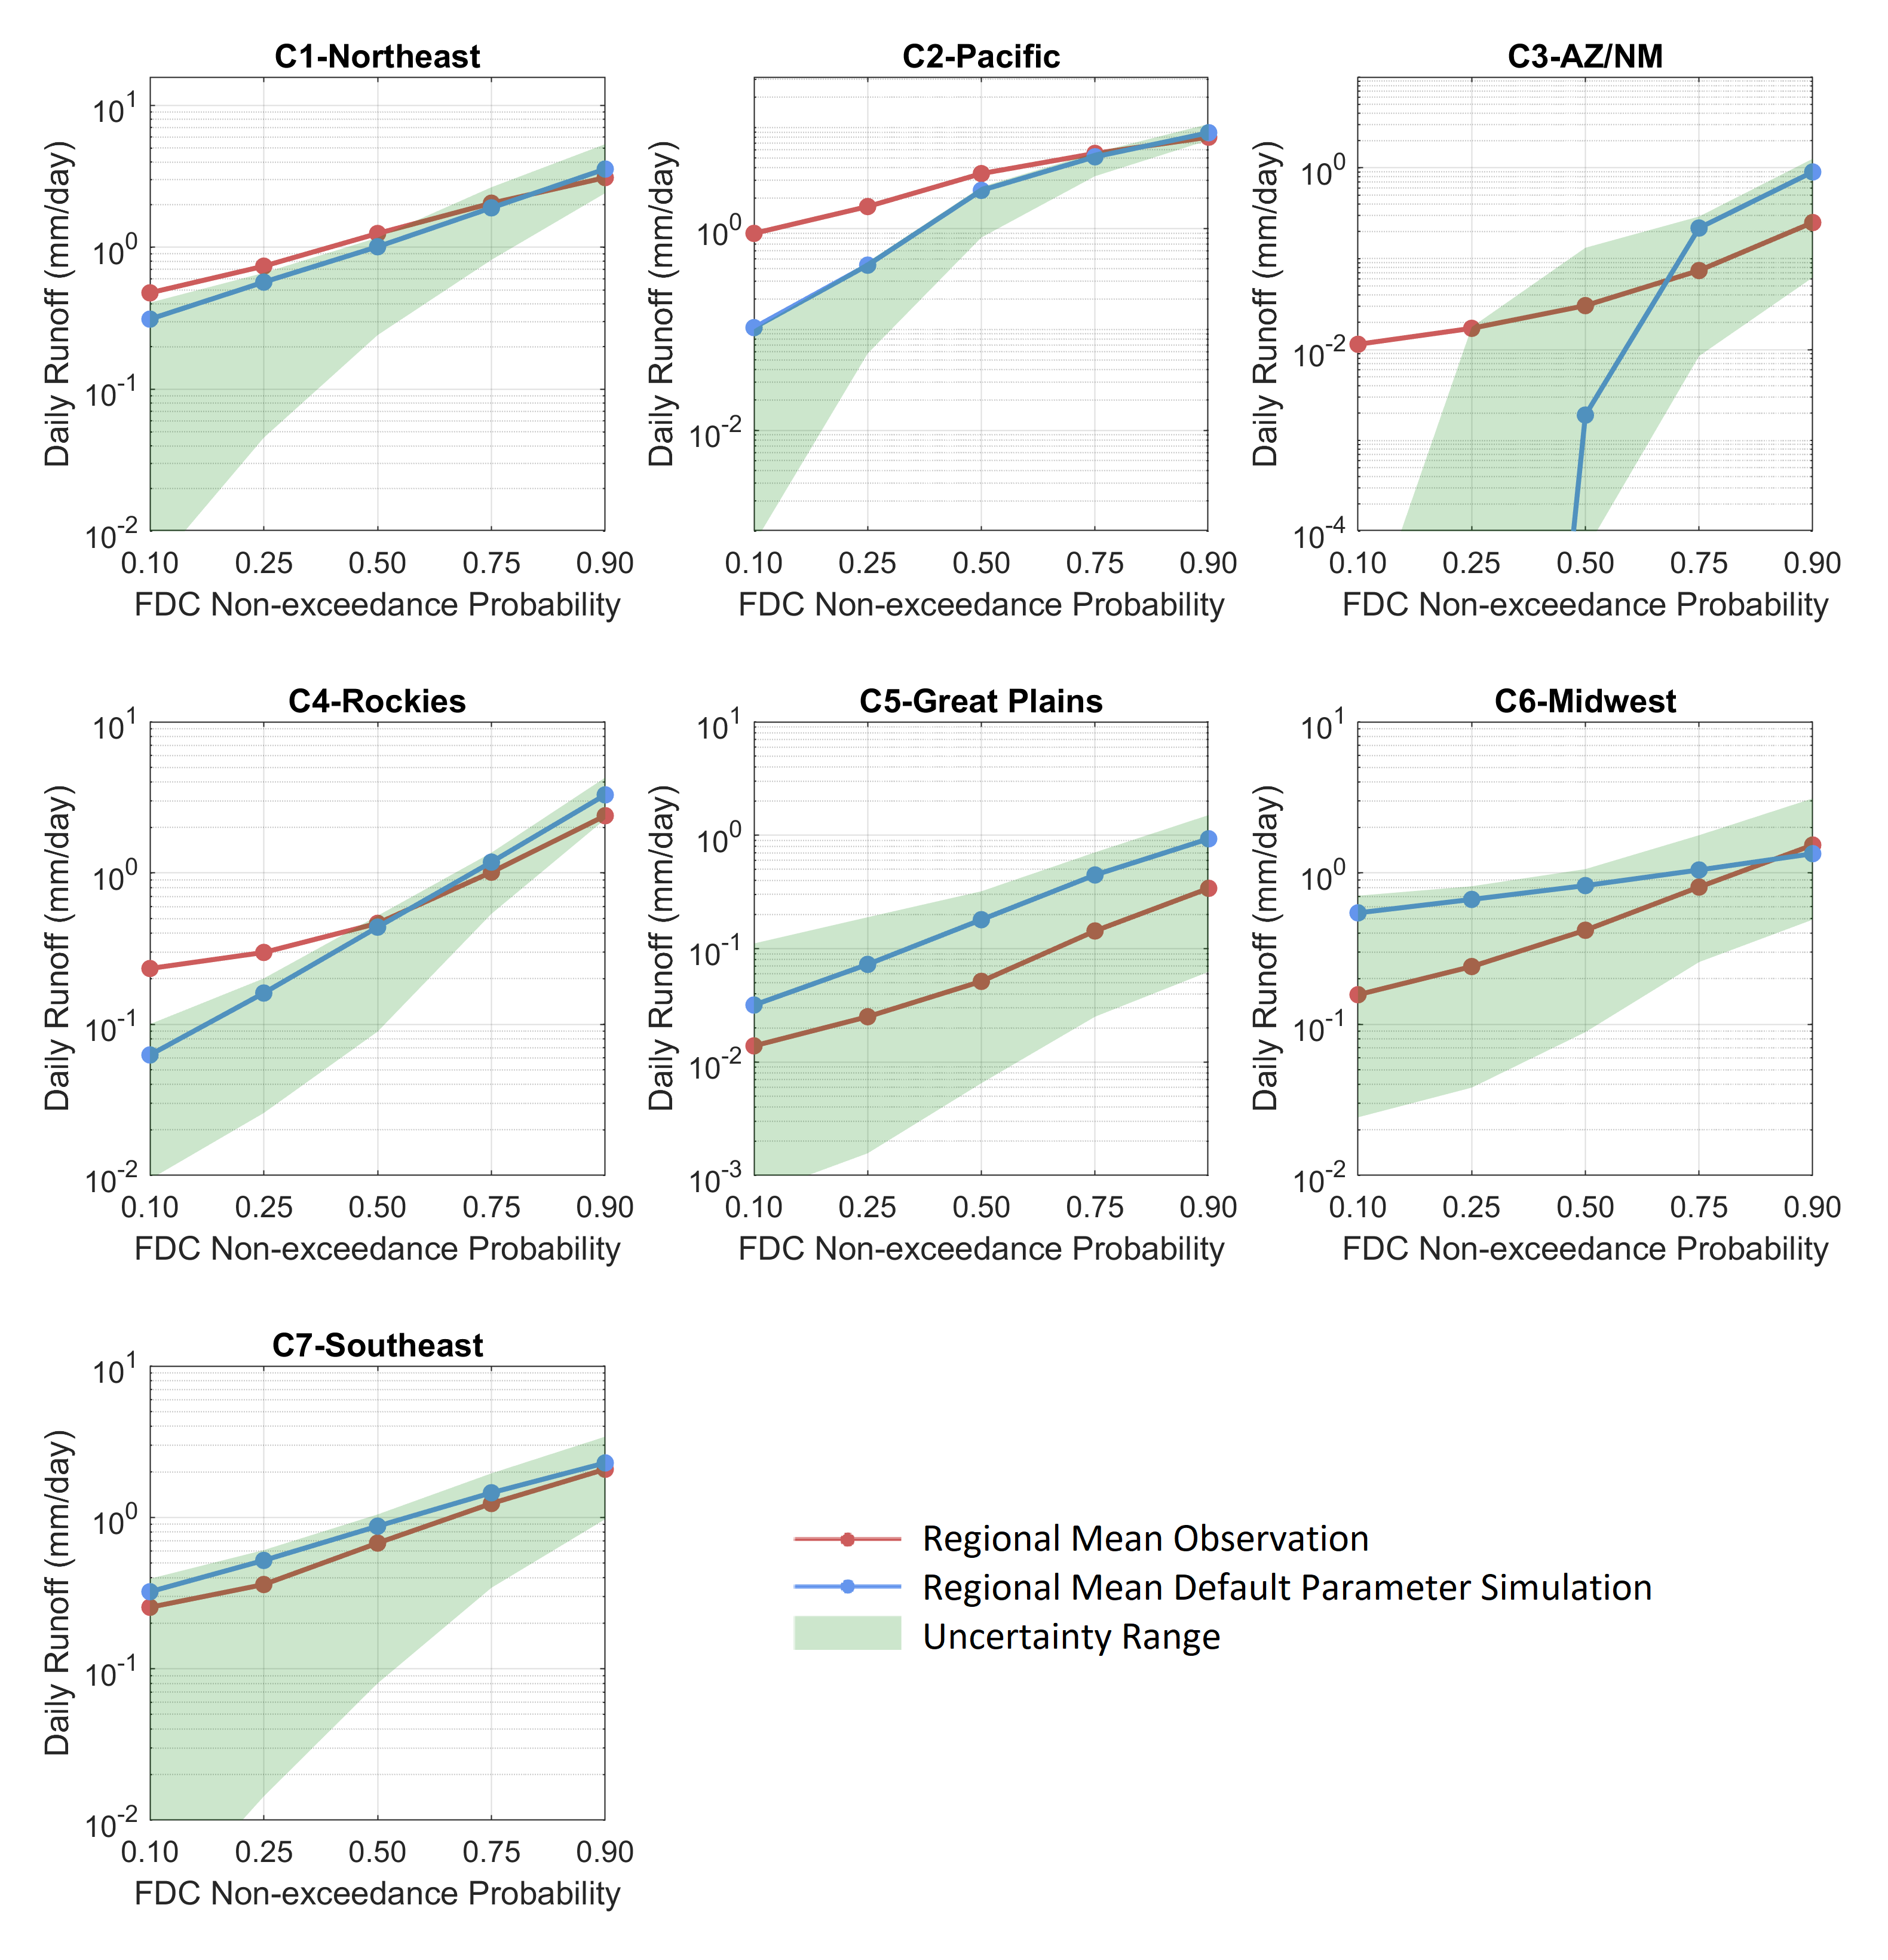 C1-Northeast
Daily Runoff (mm/day)
10^1
10^0
10^-1
10^-2
0.10 0.25 0.50 0.75 0.90
FDC Non-exceedance Probability
C2-Pacific
Daily Runoff (mm/day)
10^0
10^-2
0.10 0.25 0.50 0.75 0.90
FDC Non-exceedance Probability
C3-AZ/NM
Daily Runoff (mm/day)
10^0
10^-2
10^-4
0.10 0.25 0.50 0.75 0.90
FDC Non-exceedance Probability
C4-Rockies
Daily Runoff (mm/day)
10^1
10^0
10^-1
10^-2
0.10 0.25 0.50 0.75 0.90
FDC Non-exceedance Probability
C5-Great Plains
Daily Runoff (mm/day)
10^1
10^0
10^-1
10^-2
10^-3
0.10 0.25 0.50 0.75 0.90
FDC Non-exceedance Probability
C6-Midwest
Daily Runoff (mm/day)
10^1
10^0
10^-1
10^-2
0.10 0.25 0.50 0.75 0.90
FDC Non-exceedance Probability
C7-Southeast
Daily Runoff (mm/day)
10^1
10^0
10^-1
10^-2
0.10 0.25 0.50 0.75 0.90
FDC Non-exceedance Probability
Regional Mean Observation
Regional Mean Default Parameter Simulation
Uncertainty Range